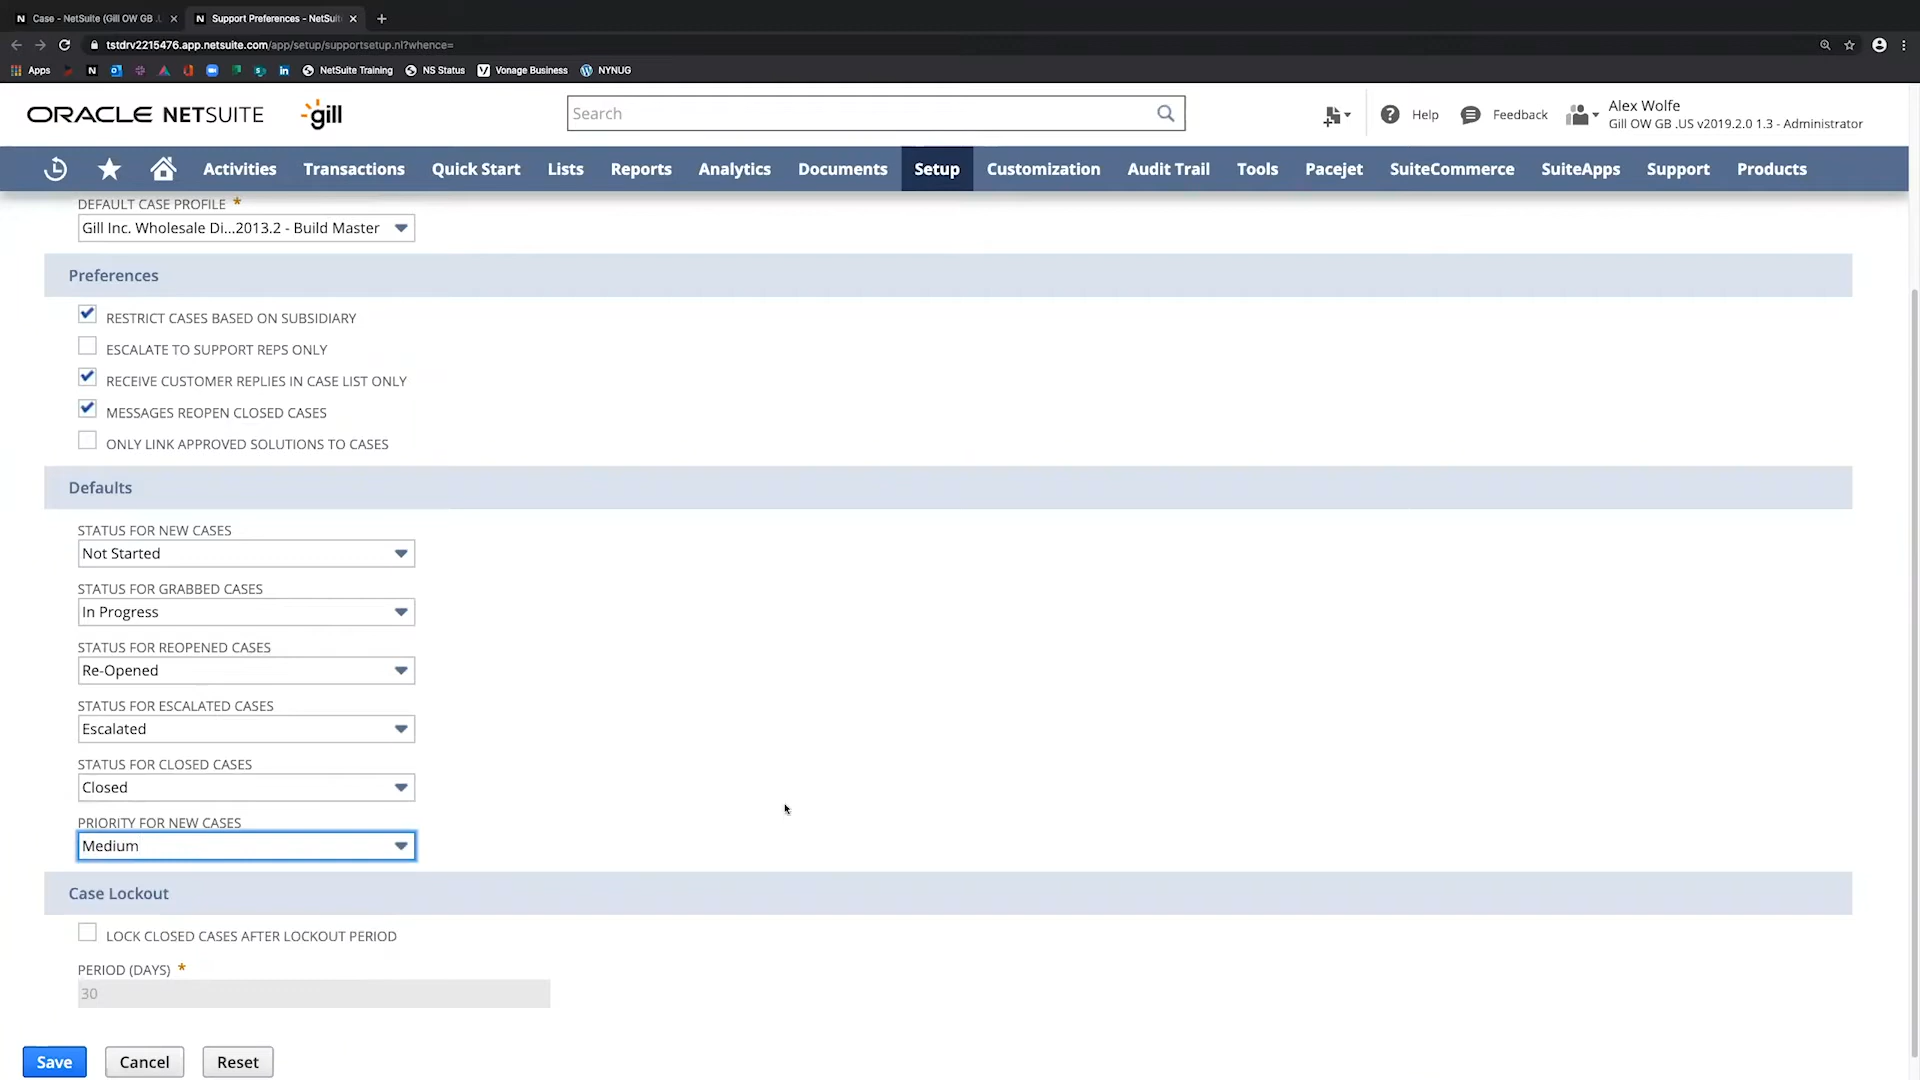 Case - NetSuite (Gill OW GB .U
Support Preferences - NetSuit
tstdrv2215476.app.netsuite.com/app/setup/supportsetup.nl?whence=
Apps
NetSuite Training
NS Status
Vonage Business
NYNUG
ORACLE NETSUITE
gill
Search
Help
Feedback
Alex Wolfe
Gill OW GB .US v2019.2.0 1.3 - Administrator
Activities
Transactions
Quick Start
Lists
Reports
Analytics
Documents
Setup
Customization
Audit Trail
Tools
Pacejet
SuiteCommerce
SuiteApps
Support
Products
DEFAULT CASE PROFILE *
Gill Inc. Wholesale Di...2013.2 - Build Master
Preferences
RESTRICT CASES BASED ON SUBSIDIARY
ESCALATE TO SUPPORT REPS ONLY
RECEIVE CUSTOMER REPLIES IN CASE LIST ONLY
MESSAGES REOPEN CLOSED CASES
ONLY LINK APPROVED SOLUTIONS TO CASES
Defaults
STATUS FOR NEW CASES
Not Started
STATUS FOR GRABBED CASES
In Progress
STATUS FOR REOPENED CASES
Re-Opened
STATUS FOR ESCALATED CASES
Escalated
STATUS FOR CLOSED CASES
Closed
PRIORITY FOR NEW CASES
Medium
Case Lockout
LOCK CLOSED CASES AFTER LOCKOUT PERIOD
PERIOD (DAYS) *
30
Save
Cancel
Reset